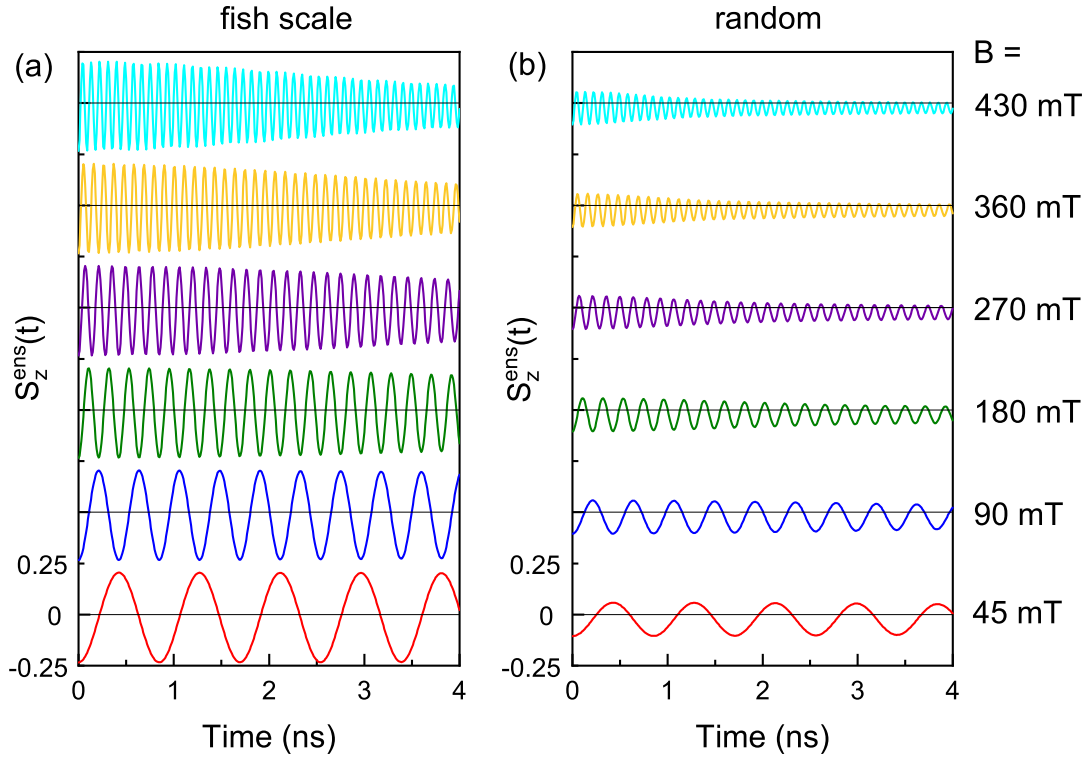 fish scale
random
(a)
(b)
B =
430 mT
360 mT
270 mT
180 mT
90 mT
45 mT
S_z^ens(t)
S_z^ens(t)
0.25
0
-0.25
0.25
0
-0.25
0 1 2 3 4
0 1 2 3 4
Time (ns)
Time (ns)